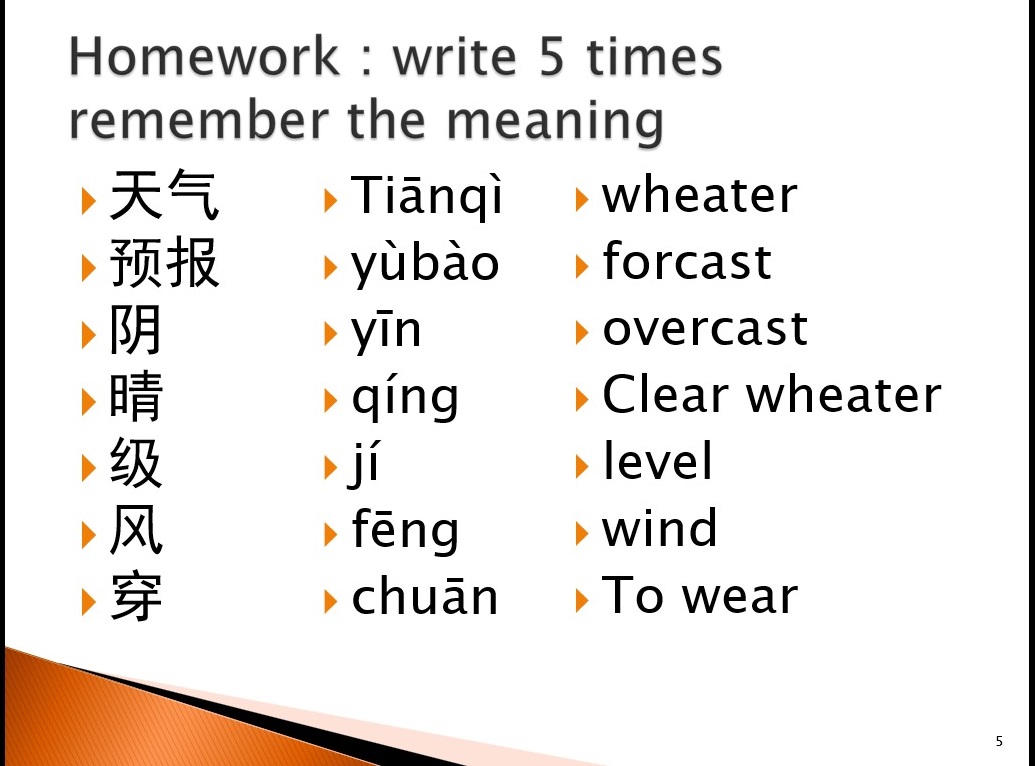 Homework : write 5 times
remember the meaning
天气 Tiānqì wheater
预报 yùbào forcast
阴 yīn overcast
晴 qíng Clear wheater
级 jí level
风 fēng wind
穿 chuān To wear
5